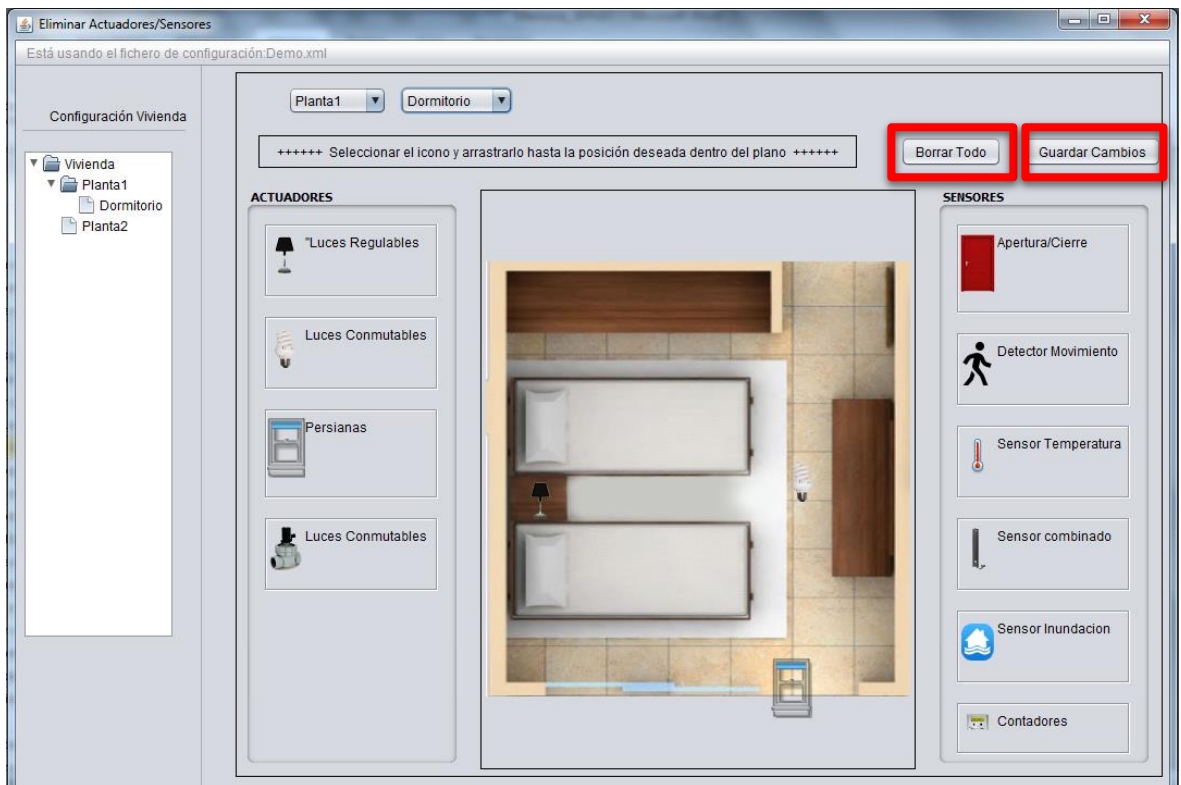 Eliminar Actuadores/Sensores
Está usando el fichero de configuración:Demo.xml
Configuración Vivienda
Vivienda
Planta1
Dormitorio
Planta2
Planta1
Dormitorio
++++++ Seleccionar el icono y arrastrarlo hasta la posición deseada dentro del plano ++++++
Borrar Todo
Guardar Cambios
ACTUADORES
"Luces Regulables
Luces Conmutables
Persianas
Luces Conmutables
SENSORES
Apertura/Cierre
Detector Movimiento
Sensor Temperatura
Sensor combinado
Sensor Inundacion
Contadores